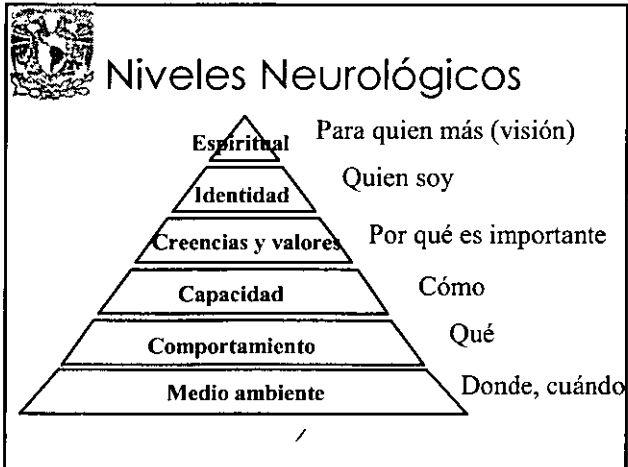 Niveles Neurológicos
Espiritual Para quien más (visión)
Identidad Quien soy
Creencias y valores Por qué es importante
Capacidad Cómo
Comportamiento Qué
Medio ambiente Donde, cuándo